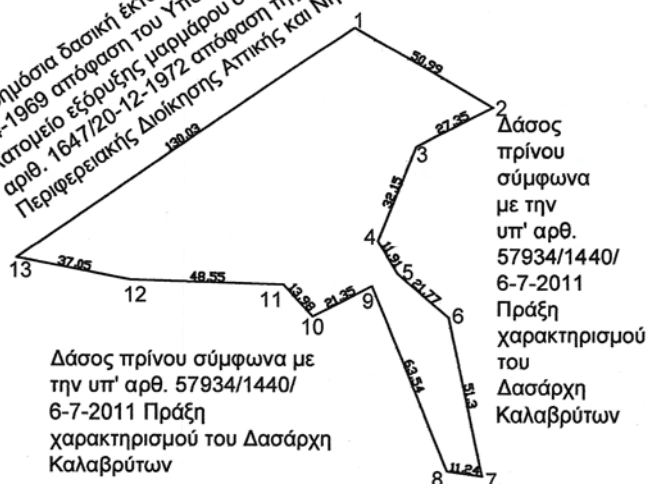 δημόσια δασική
-1969 απόφαση του
λατομείο εξόρυξης μαρμάρου
αριθ. 1647/20-12-1972 απόφαση
Περιφερειακής Διοίκησης Αττικής και
1
50.99
2
27.35
3
32.15
4
11.91
5
21.77
6
51.3
7
11.24
8
63.54
9
21.35
10
13.98
11
48.55
12
37.05
13
130.03
Δάσος
πρίνου
σύμφωνα
με την
υπ' αρθ.
57934/1440/
6-7-2011
Πράξη
χαρακτηρισμού
του
Δασάρχη
Καλαβρύτων
Δάσος πρίνου σύμφωνα με
την υπ' αρθ. 57934/1440/
6-7-2011 Πράξη
χαρακτηρισμού του Δασάρχη
Καλαβρύτων